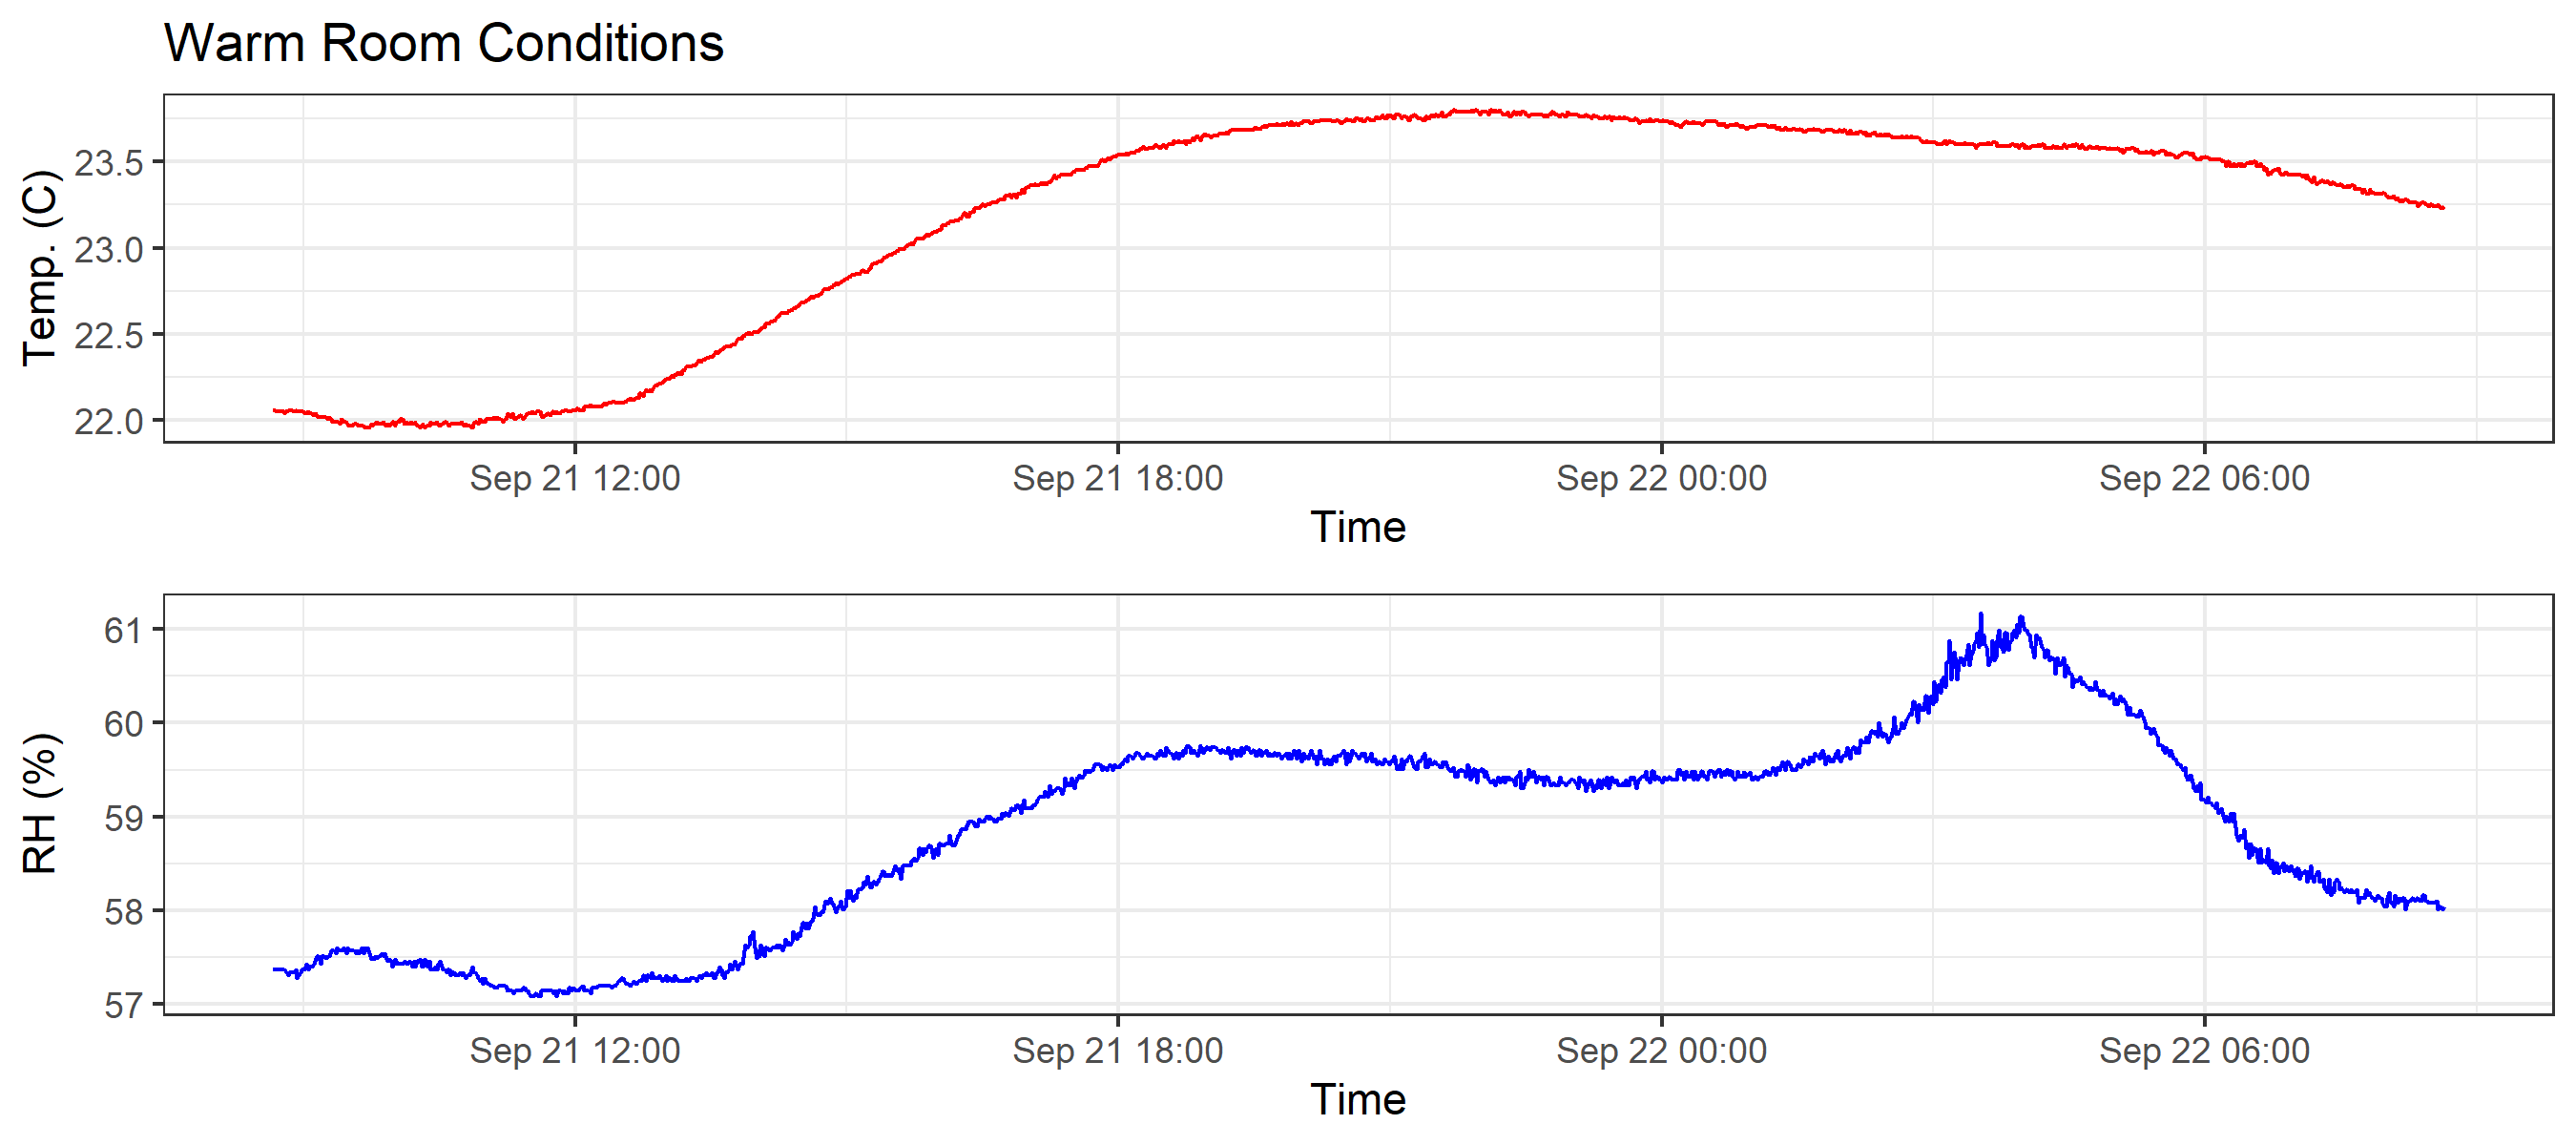 Warm Room Conditions
Temp. (C)
23.5
23.0
22.5
22.0
Sep 21 12:00 Sep 21 18:00 Sep 22 00:00 Sep 22 06:00
Time
RH (%)
61
60
59
58
57
Sep 21 12:00 Sep 21 18:00 Sep 22 00:00 Sep 22 06:00
Time